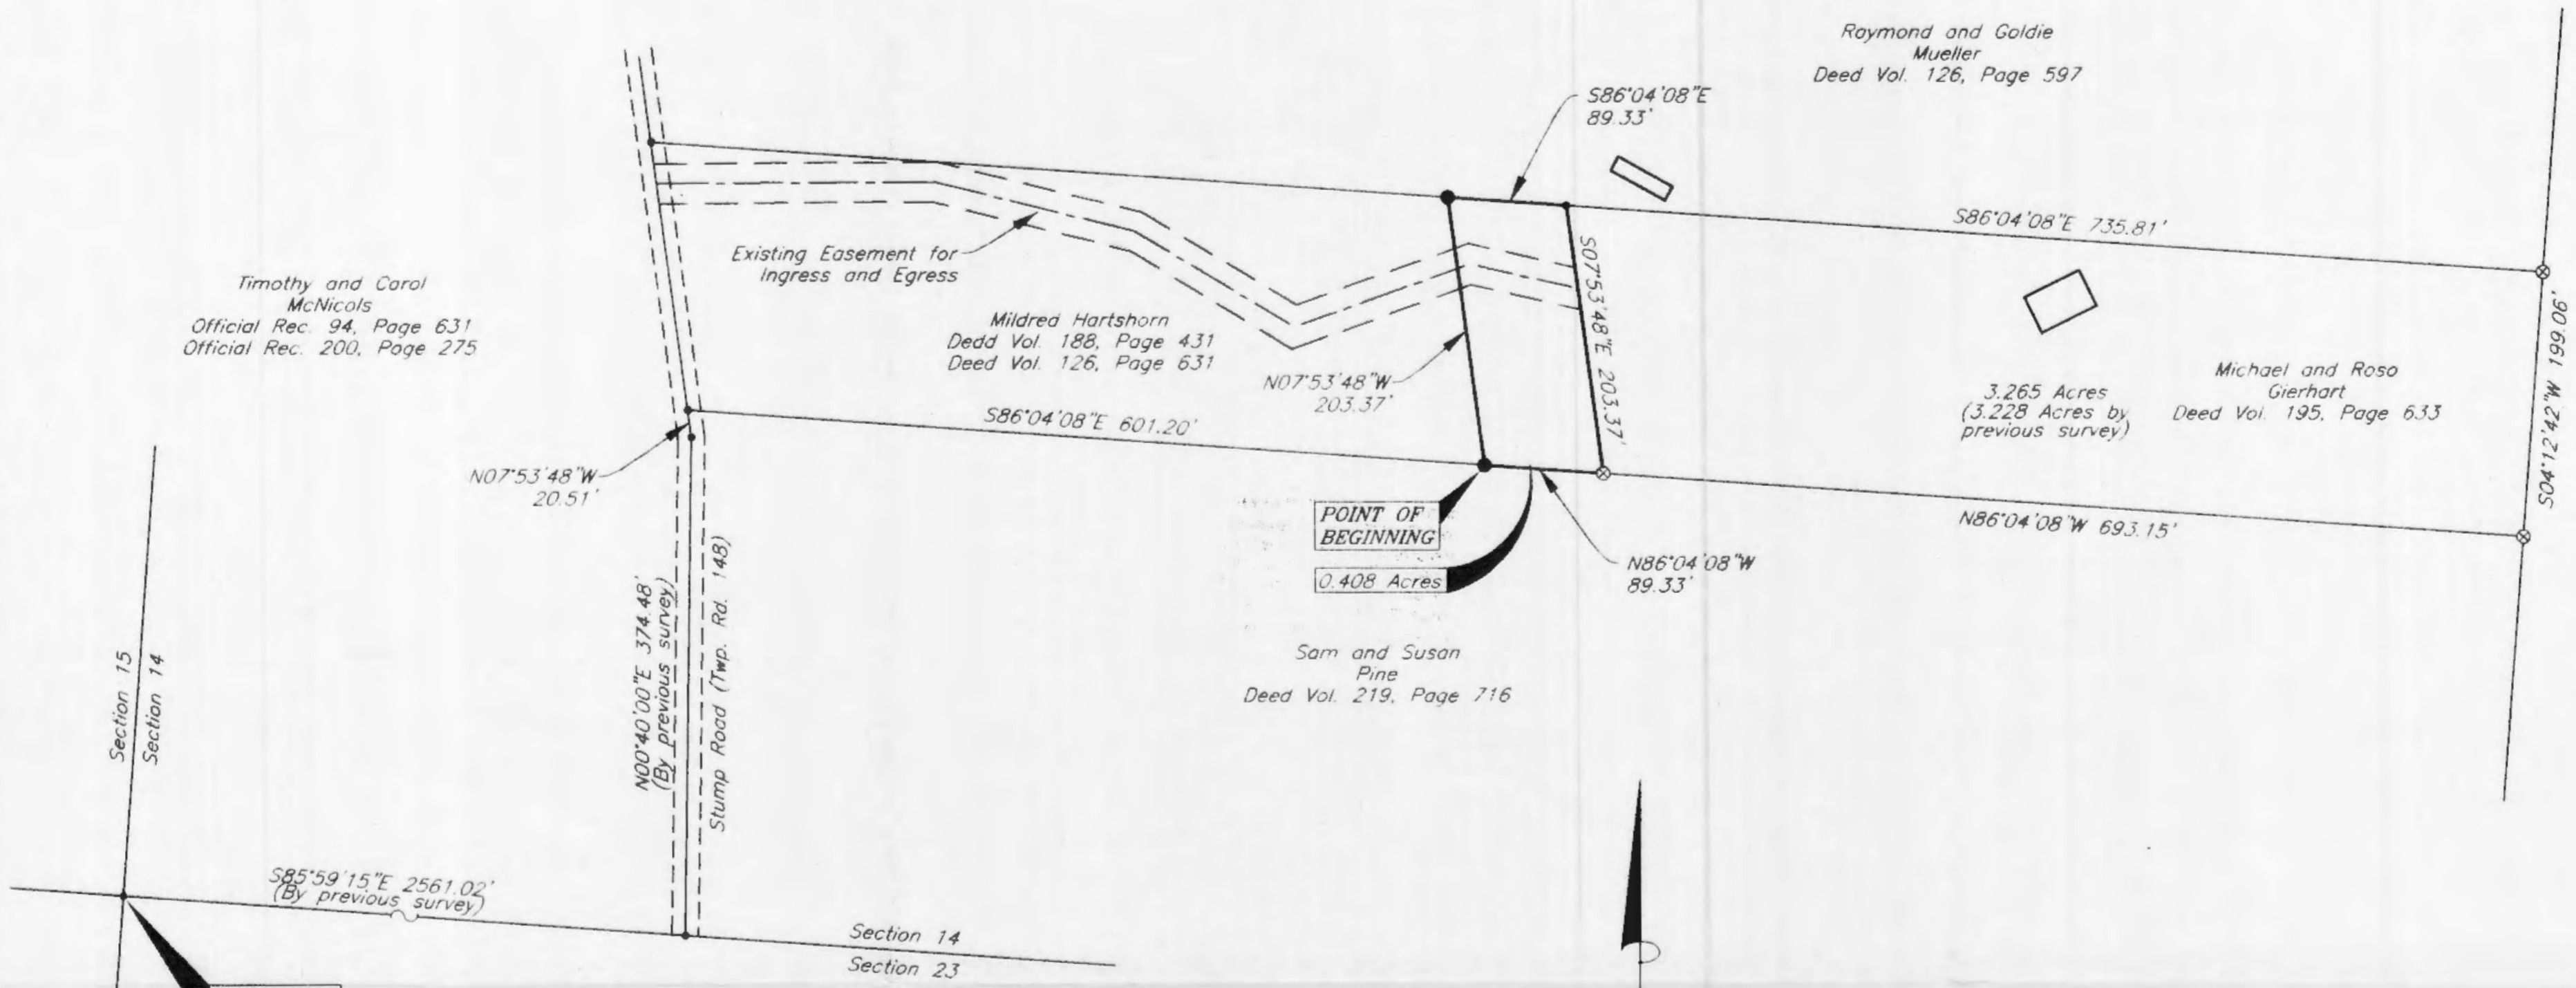 Raymond and Goldie
Mueller
Deed Vol. 126, Page 597
S86°04'08"E
89.33'
S86°04'08"E 735.81'
Existing Easement for
Ingress and Egress
Timothy and Carol
McNicols
Official Rec. 94, Page 631
Official Rec. 200, Page 275
Mildred Hartshorn
Dedd Vol. 188, Page 431
Deed Vol. 126, Page 631
N07°53'48"W
203.37'
S07°53'48"E 203.37'
S04°12'42"W 199.06'
3.265 Acres
(3.228 Acres by
previous survey)
Michael and Rosa
Gierhart
Deed Vol. 195, Page 633
S86°04'08"E 601.20'
N07°53'48"W
20.51'
POINT OF
BEGINNING
0.408 Acres
N86°04'08"W
89.33'
N86°04'08"W 693.15'
N00°40'00"E 374.48'
(By previous survey)
Stump Road (Twp. Rd. 148)
Sam and Susan
Pine
Deed Vol. 219, Page 716
Section 15
Section 14
S85°59'15"E 2561.02'
(By previous survey)
Section 14
Section 23